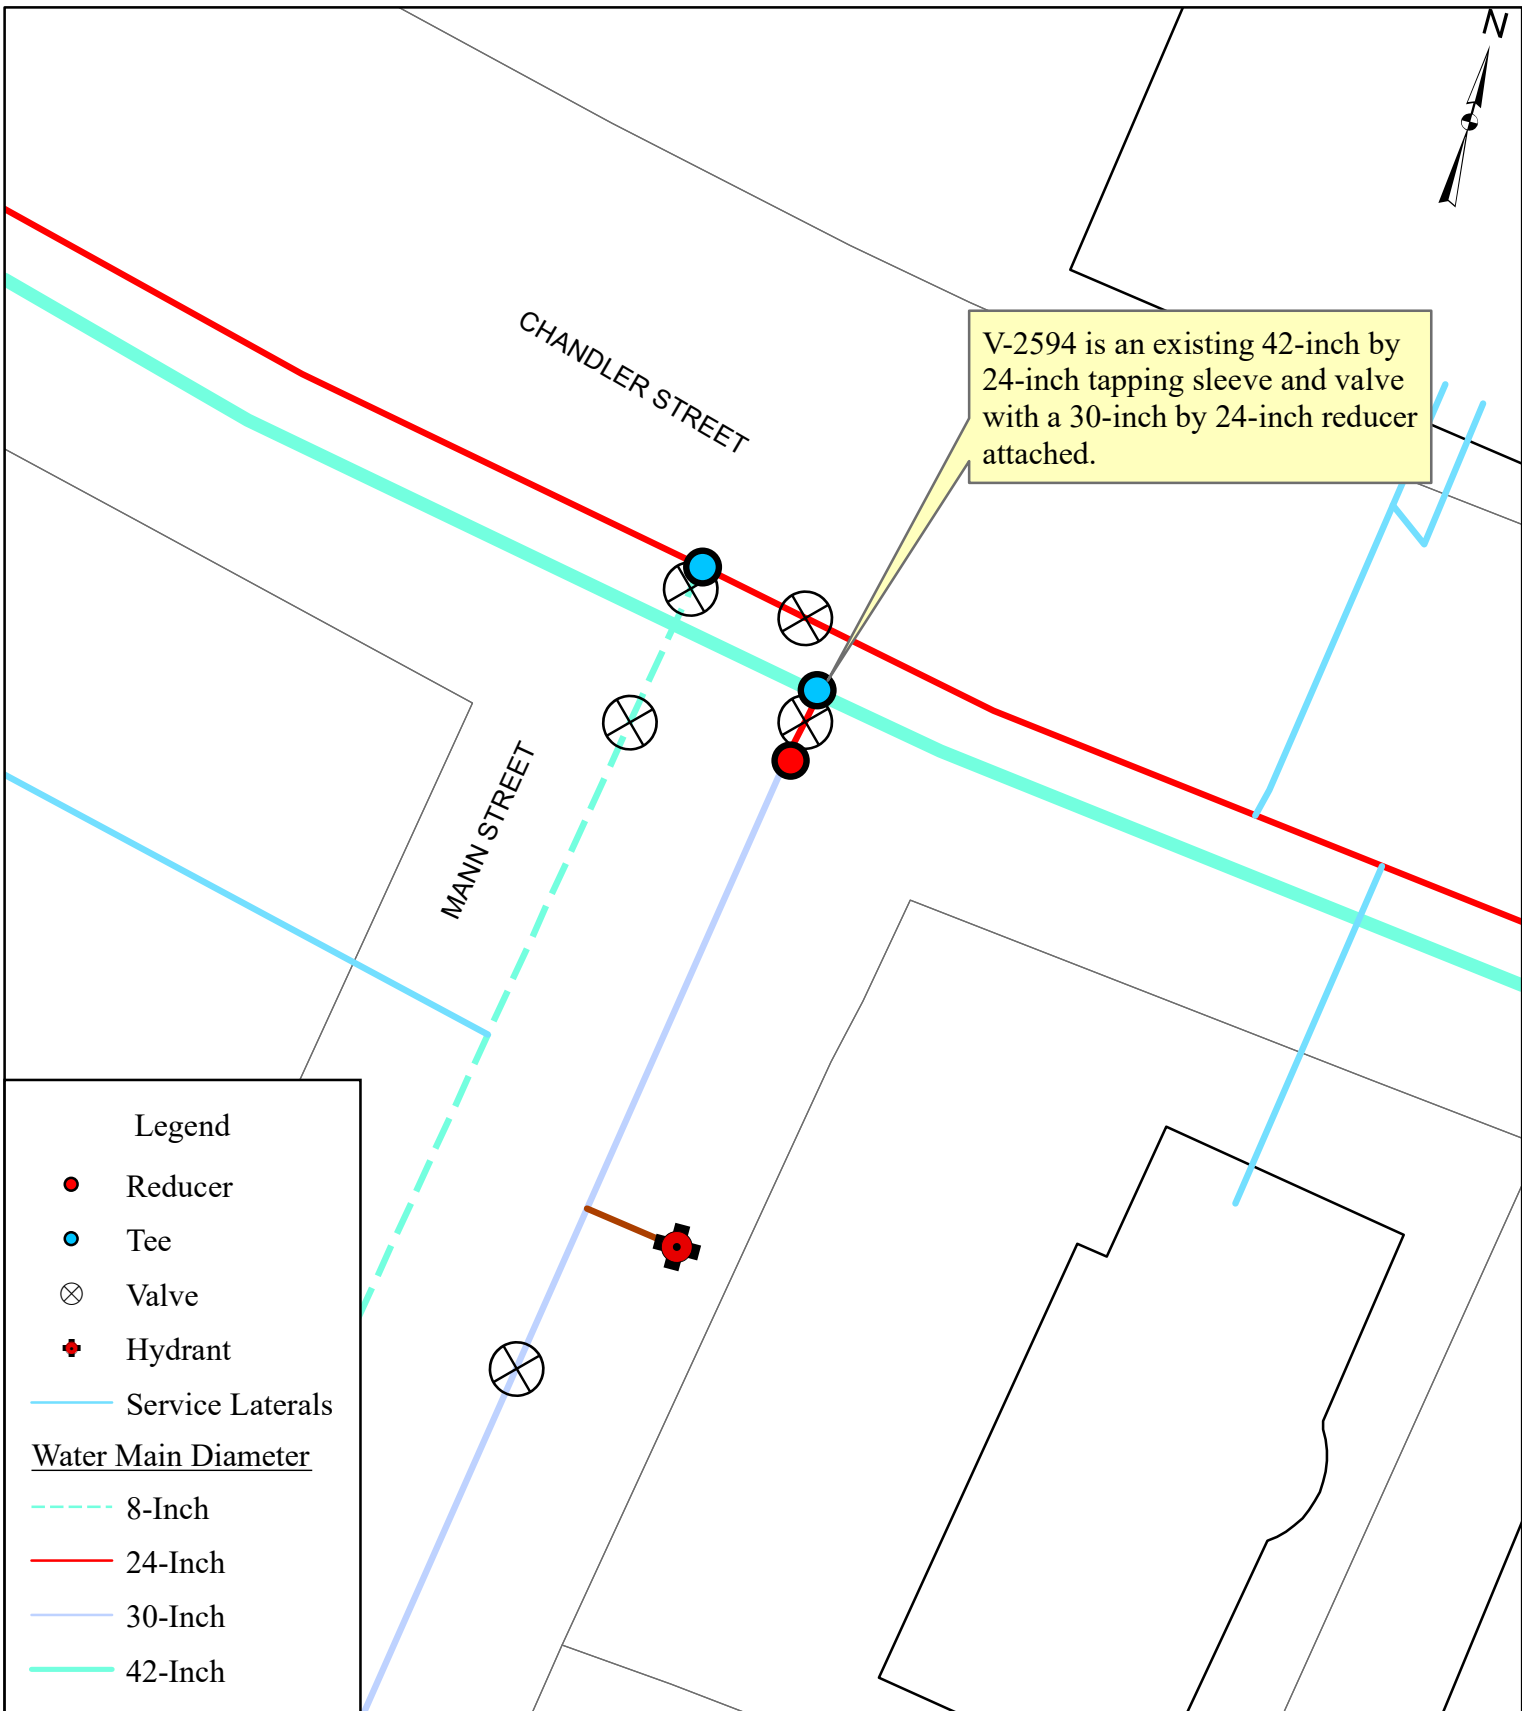 N
CHANDLER STREET
V-2594 is an existing 42-inch by
24-inch tapping sleeve and valve
with a 30-inch by 24-inch reducer
attached.
MANN STREET
Legend
Reducer
Tee
Valve
Hydrant
Service Laterals
Water Main Diameter
8-Inch
24-Inch
30-Inch
42-Inch